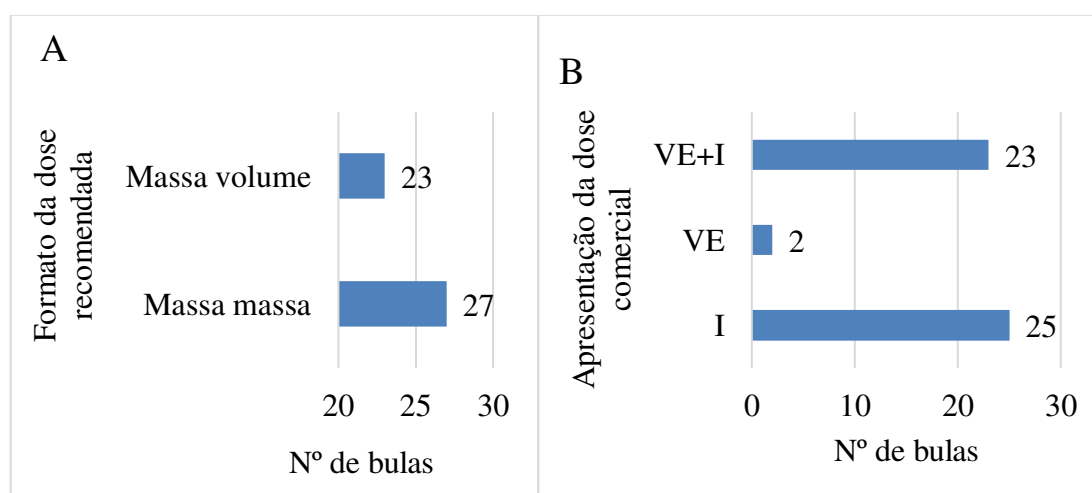 A
Formato da dose
recomendada
Massa volume
23
Massa massa
27
20 25 30
Nº de bulas
B
Apresentação da dose
comercial
VE+I
23
VE
2
I
25
0 10 20 30
Nº de bulas